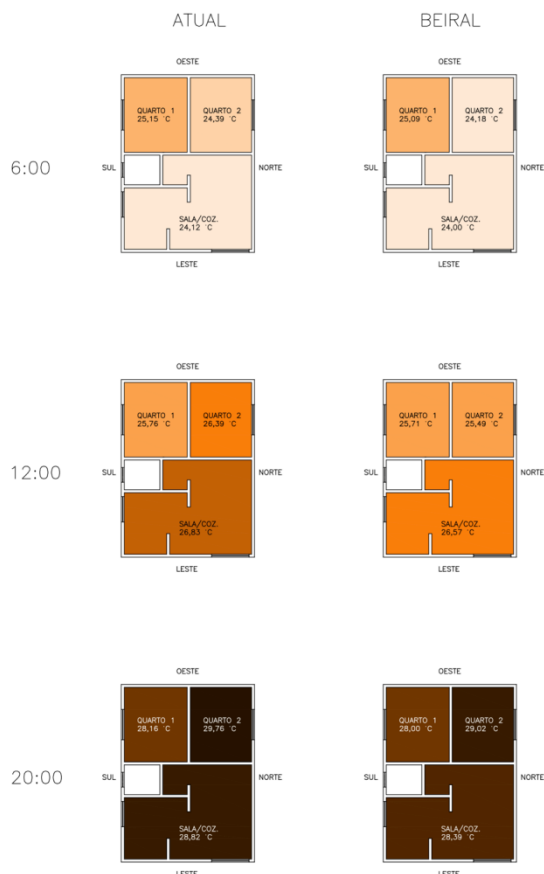 ATUAL
BEIRAL
OESTE
QUARTO 1
25,15 °C
QUARTO 2
24,39 °C
SUL
NORTE
SALA/COZ.
24,12 °C
LESTE
OESTE
QUARTO 1
25,09 °C
QUARTO 2
24,18 °C
SUL
NORTE
SALA/COZ.
24,00 °C
LESTE
6:00
OESTE
QUARTO 1
25,76 °C
QUARTO 2
26,39 °C
SUL
NORTE
SALA/COZ.
26,83 °C
LESTE
OESTE
QUARTO 1
25,71 °C
QUARTO 2
25,49 °C
SUL
NORTE
SALA/COZ.
26,57 °C
LESTE
12:00
OESTE
QUARTO 1
28,16 °C
QUARTO 2
29,76 °C
SUL
NORTE
SALA/COZ.
28,82 °C
LESTE
OESTE
QUARTO 1
28,00 °C
QUARTO 2
29,02 °C
SUL
NORTE
SALA/COZ.
28,39 °C
LESTE
20:00